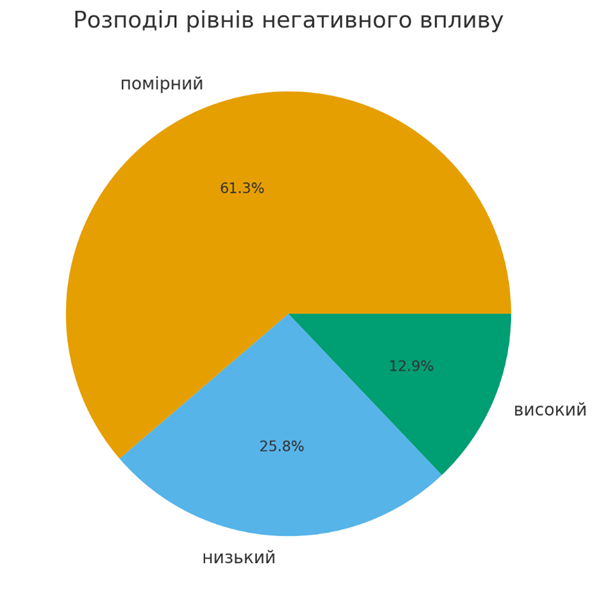 Розподіл рівнів негативного впливу
помірний
61.3%
12.9%
високий
25.8%
низький